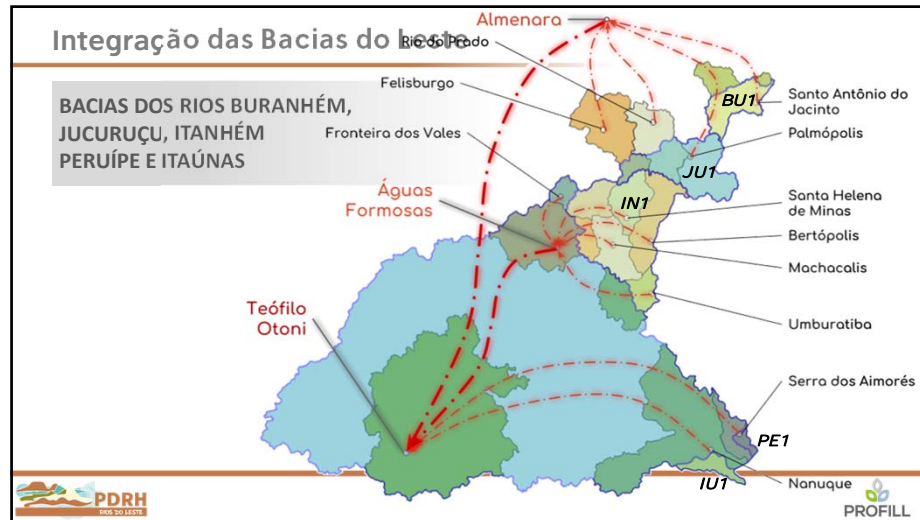 Integração das Bacias do Leste
BACIAS DOS RIOS BURANHÉM,
JUCURUÇU, ITANHÉM
PERUÍPE E ITAÚNAS
Almenara
Rio do Prado
Felisburgo
Fronteira dos Vales
Águas
Formosas
Teófilo
Otoni
BU1
Santo Antônio do
Jacinto
Palmópolis
JU1
IN1
Santa Helena
de Minas
Bertópolis
Machacalis
Umburatiba
Serra dos Aimorés
PE1
IU1
Nanuque
PDRH
RIOS DO LESTE
PROFILL